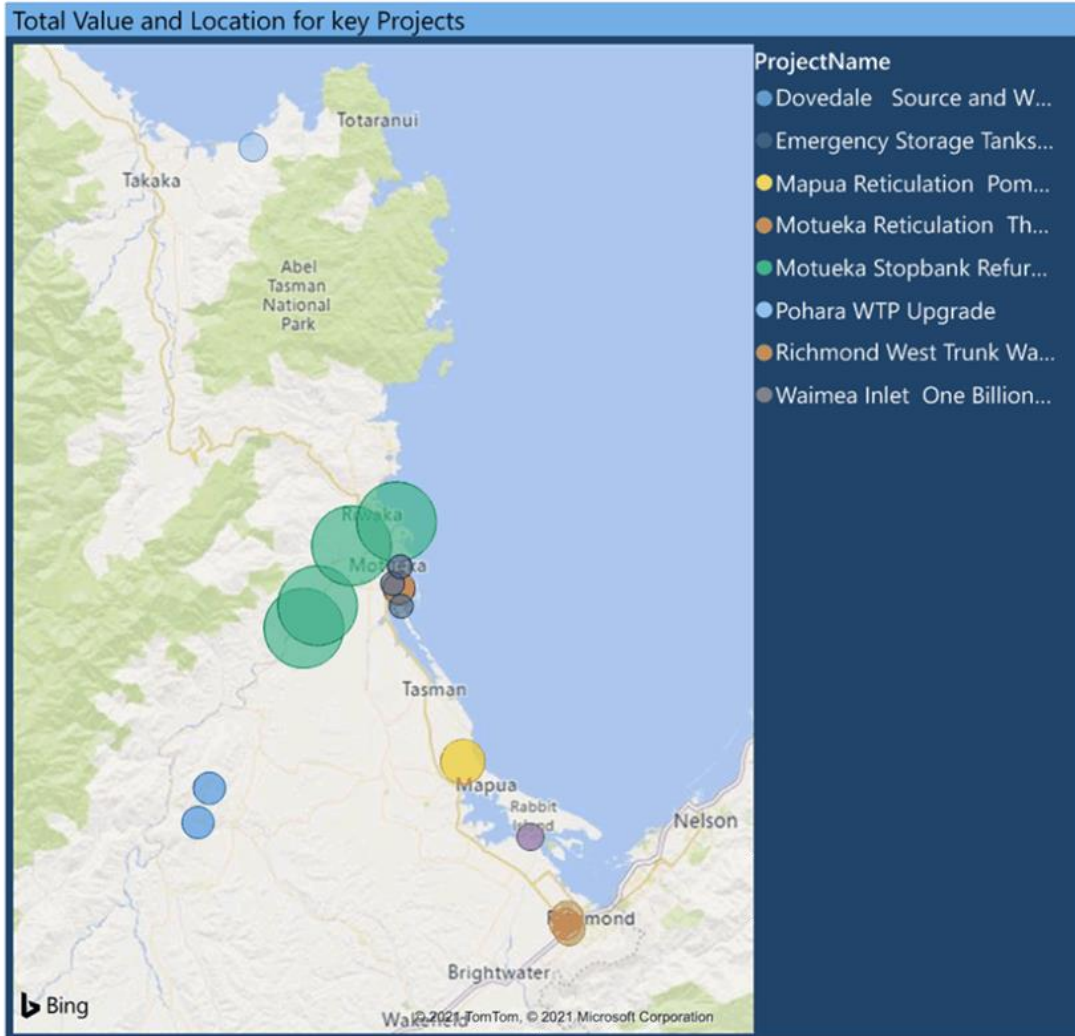 Total Value and Location for key Projects
ProjectName
Dovedale Source and W...
Emergency Storage Tanks...
Mapua Reticulation Pom...
Motueka Reticulation Th...
Motueka Stopbank Refur...
Pohara WTP Upgrade
Richmond West Trunk Wa...
Waimea Inlet One Billion...
Totaranui
Takaka
Abel
Tasman
National
Park
Riwaka
Motueka
Tasman
Mapua
Rabbit
Island
Nelson
Richmond
Brightwater
Wakefield
Bing
© 2021 TomTom, © 2021 Microsoft Corporation